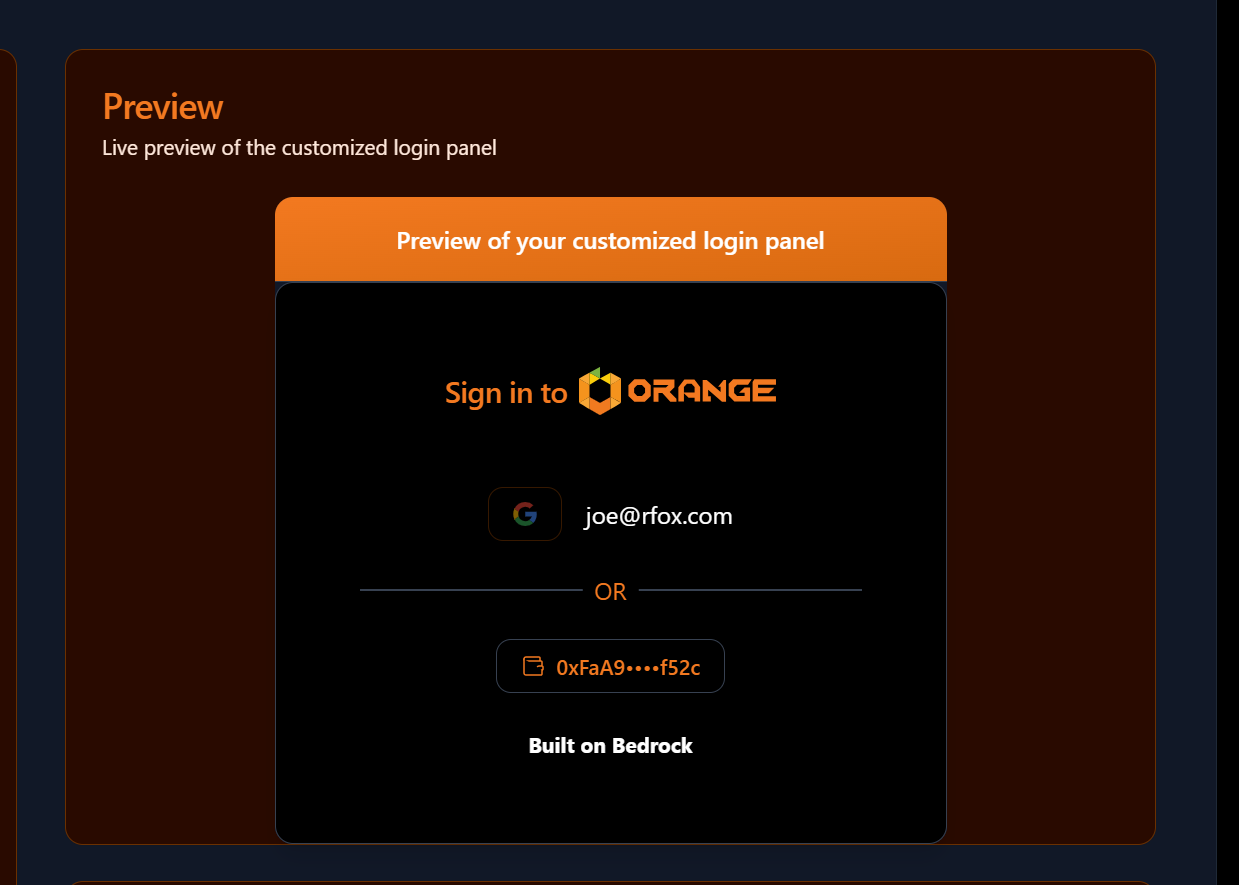 Preview
Live preview of the customized login panel
Preview of your customized login panel
Sign in to ORANGE
joe@rfox.com
OR
0xFaA9••••f52c
Built on Bedrock